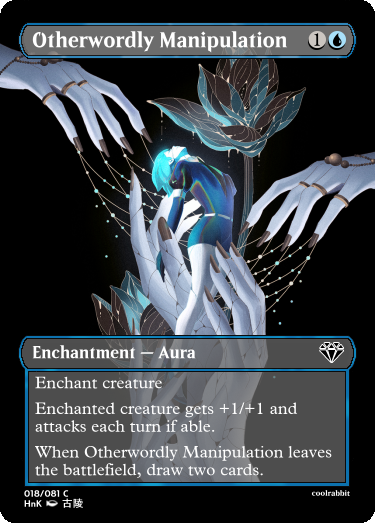 Otherwordly Manipulation 1
Enchantment — Aura
Enchant creature
Enchanted creature gets +1/+1 and
attacks each turn if able.
When Otherwordly Manipulation leaves
the battlefield, draw two cards.
018/081 C
HnK 古陵
coolrabbit